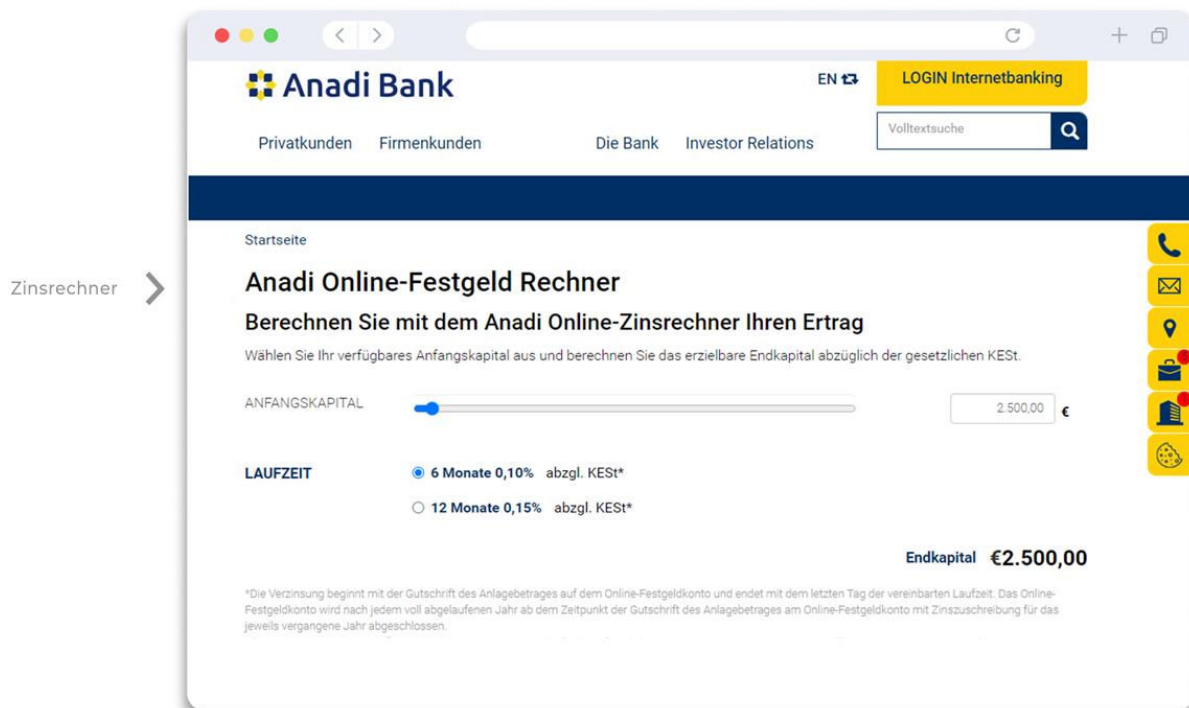 Anadi Bank
EN
LOGIN Internetbanking
Privatkunden Firmenkunden Die Bank Investor Relations
Volltextsuche
Startseite
Zinsrechner
Anadi Online-Festgeld Rechner
Berechnen Sie mit dem Anadi Online-Zinsrechner Ihren Ertrag
Wählen Sie Ihr verfügbares Anfangskapital aus und berechnen Sie das erzielbare Endkapital abzüglich der gesetzlichen KESt.
ANFANGSKAPITAL
2.500,00 €
LAUFZEIT
6 Monate 0,10% abzgl. KESt*
12 Monate 0,15% abzgl. KESt*
Endkapital €2.500,00
*Die Verzinsung beginnt mit der Gutschrift des Anlagebetrages auf dem Online-Festgeldkonto und endet mit dem letzten Tag der vereinbarten Laufzeit. Das Online-
Festgeldkonto wird nach jedem voll abgelaufenen Jahr ab dem Zeitpunkt der Gutschrift des Anlagebetrages am Online-Festgeldkonto mit Zinszuschreibung für das
jeweils vergangene Jahr abgeschlossen.